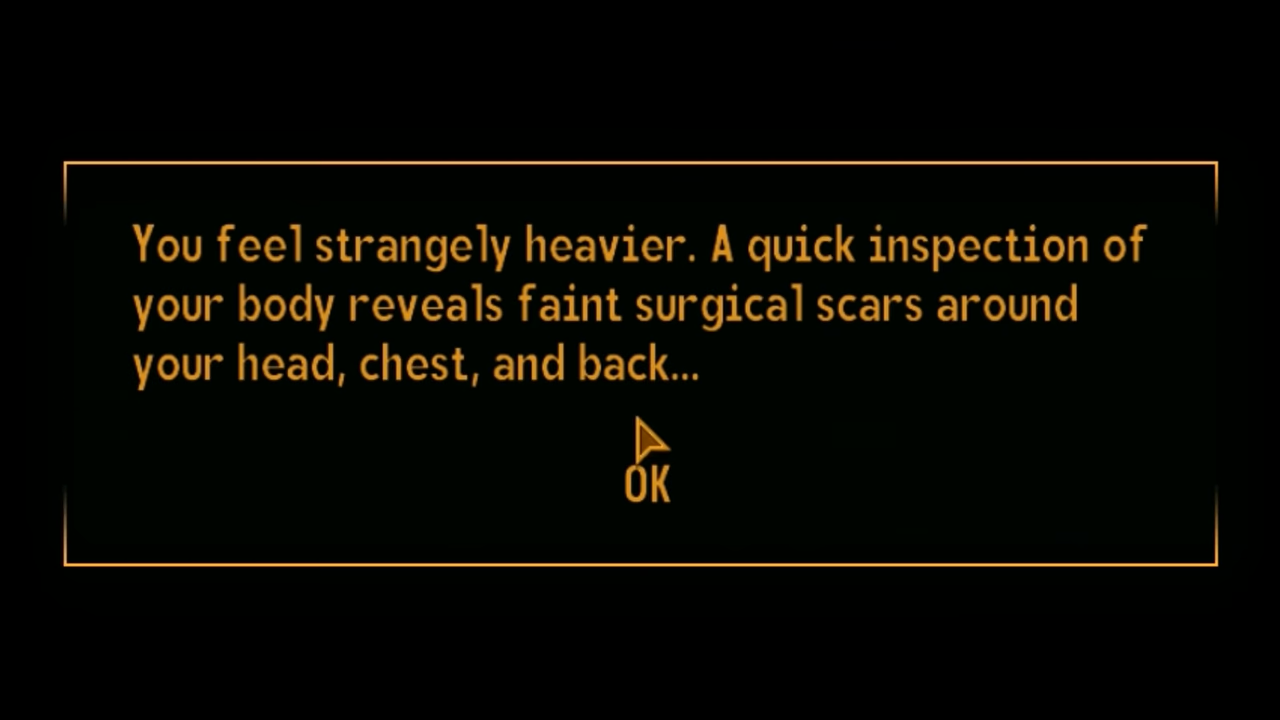 You feel strangely heavier. A quick inspection of
your body reveals faint surgical scars around
your head, chest, and back...
OK